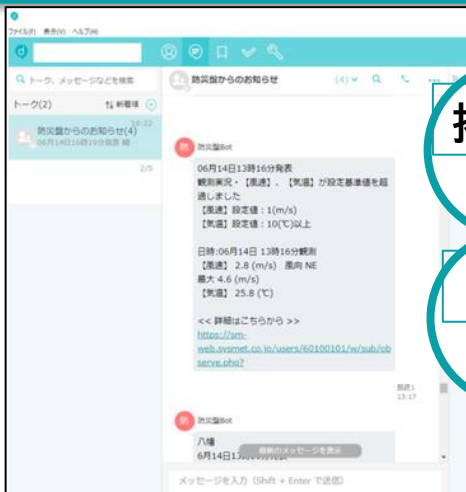 ファイル(F) 表示(V) ヘルプ(H)
トーク、メッセージなどを検索
防災盤からのお知らせ
(4)
トーク(2)
新着順
10:22
防災盤からのお知らせ(4)
06月14日16時19分発表
2/5
防災盤Bot
06月14日13時16分発表
観測実況・【風速】、【気温】が設定基準値を超
過しました
【風速】設定値：1(m/s)
【気温】設定値：10(℃)以上
日時:06月14日 13時16分観測
【風速】 2.8 (m/s) 風向 NE
最大 4.6 (m/s)
【気温】 25.8 (℃)
<< 詳細はこちらから >>
https://sm-
web.sysmet.co.jp/users/60100101/w/sub/ob
serve.php?
既読1
13:17
防災盤Bot
八幡
6月14日13
最新のメッセージを表示
メッセージを入力 (Shift + Enter で送信)